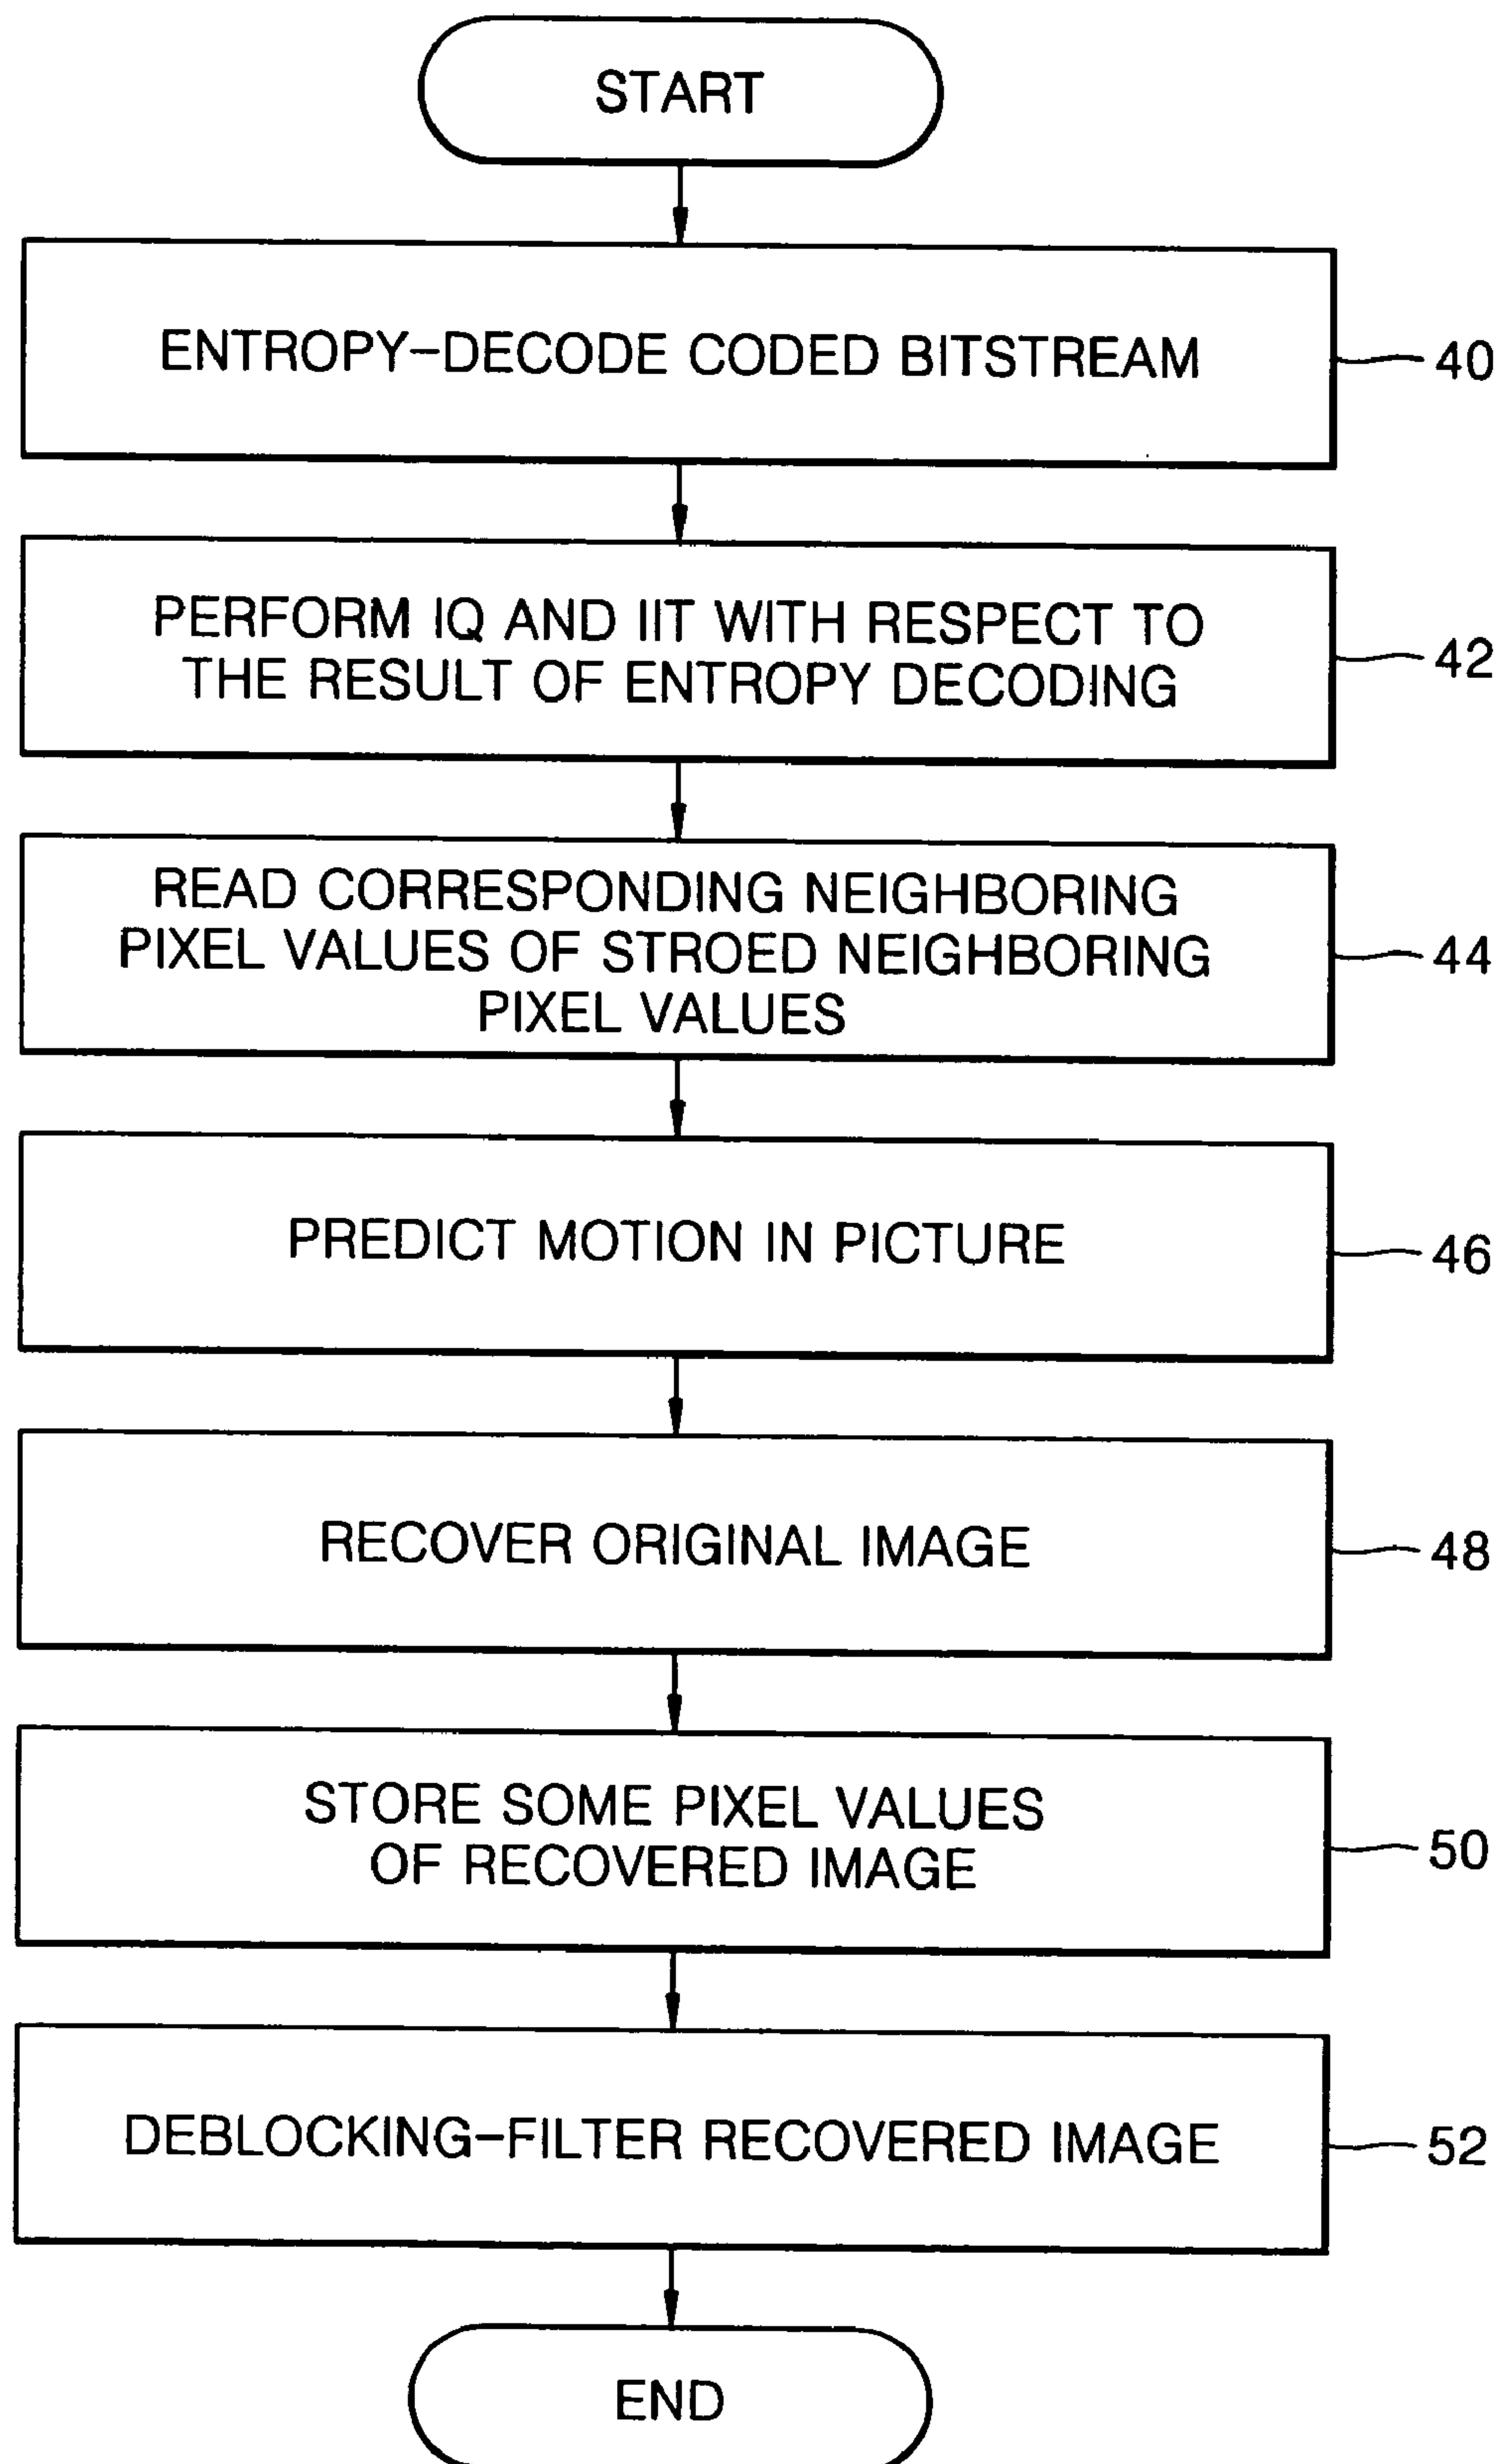 START
ENTROPY-DECODE CODED BITSTREAM
40
PERFORM IQ AND IIT WITH RESPECT TO
THE RESULT OF ENTROPY DECODING
42
READ CORRESPONDING NEIGHBORING
PIXEL VALUES OF STROED NEIGHBORING
PIXEL VALUES
44
PREDICT MOTION IN PICTURE
46
RECOVER ORIGINAL IMAGE
48
STORE SOME PIXEL VALUES
OF RECOVERED IMAGE
50
DEBLOCKING-FILTER RECOVERED IMAGE
52
END